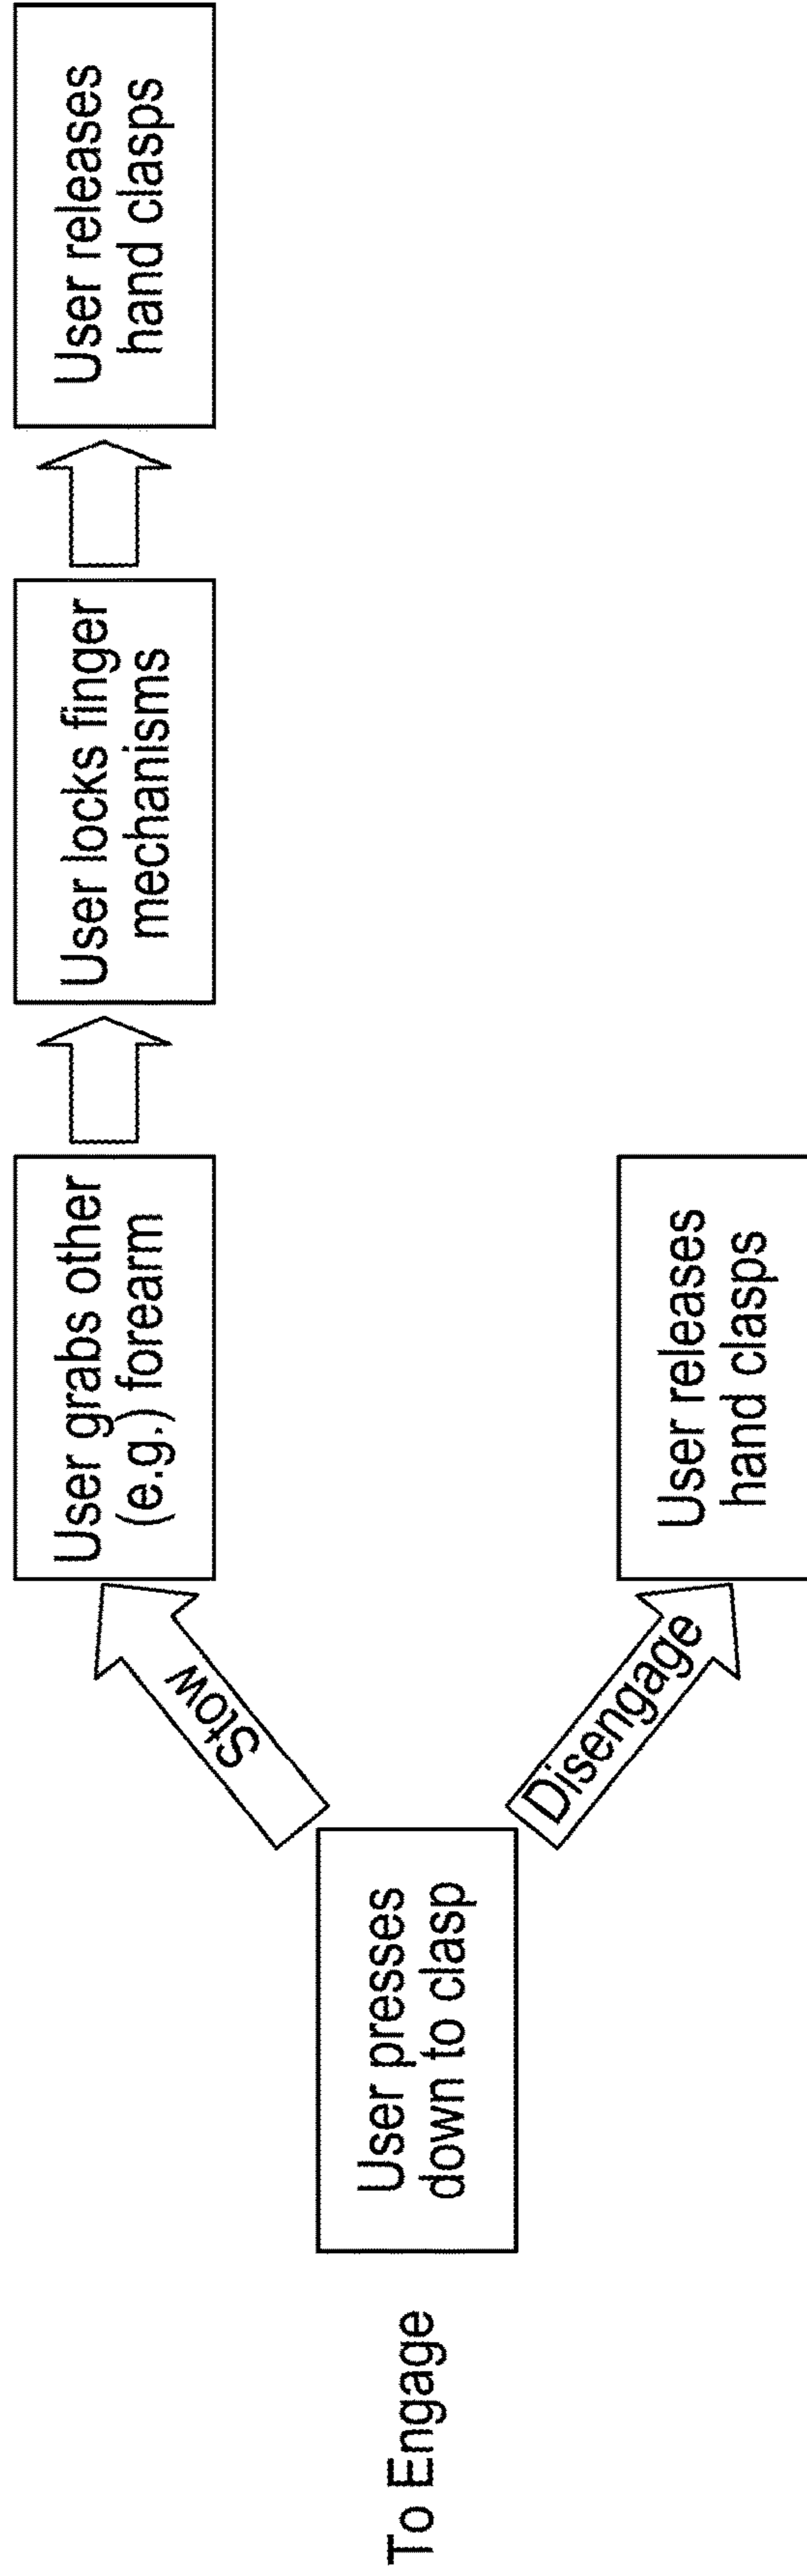 To Engage
User presses
down to clasp
Stow
User grabs other
(e.g.) forearm
User locks finger
mechanisms
User releases
hand clasps
Disengage
User releases
hand clasps